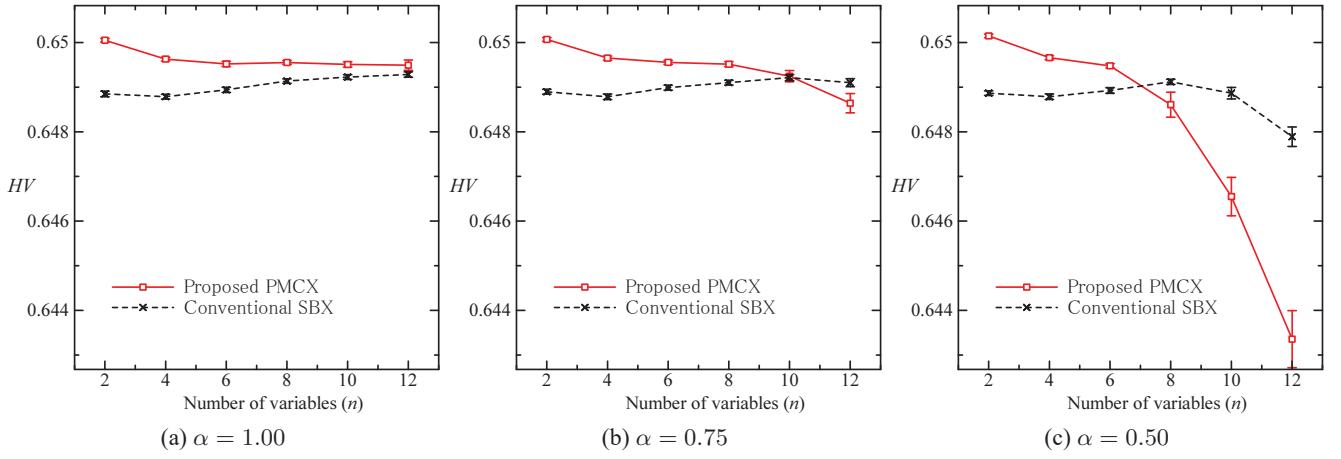 0.65
0.648
HV
0.646
0.644
Proposed PMCX
Conventional SBX
2 4 6 8 10 12
Number of variables (n)
(a) α = 1.00
0.65
0.648
HV
0.646
0.644
Proposed PMCX
Conventional SBX
2 4 6 8 10 12
Number of variables (n)
(b) α = 0.75
0.65
0.648
HV
0.646
0.644
Proposed PMCX
Conventional SBX
2 4 6 8 10 12
Number of variables (n)
(c) α = 0.50